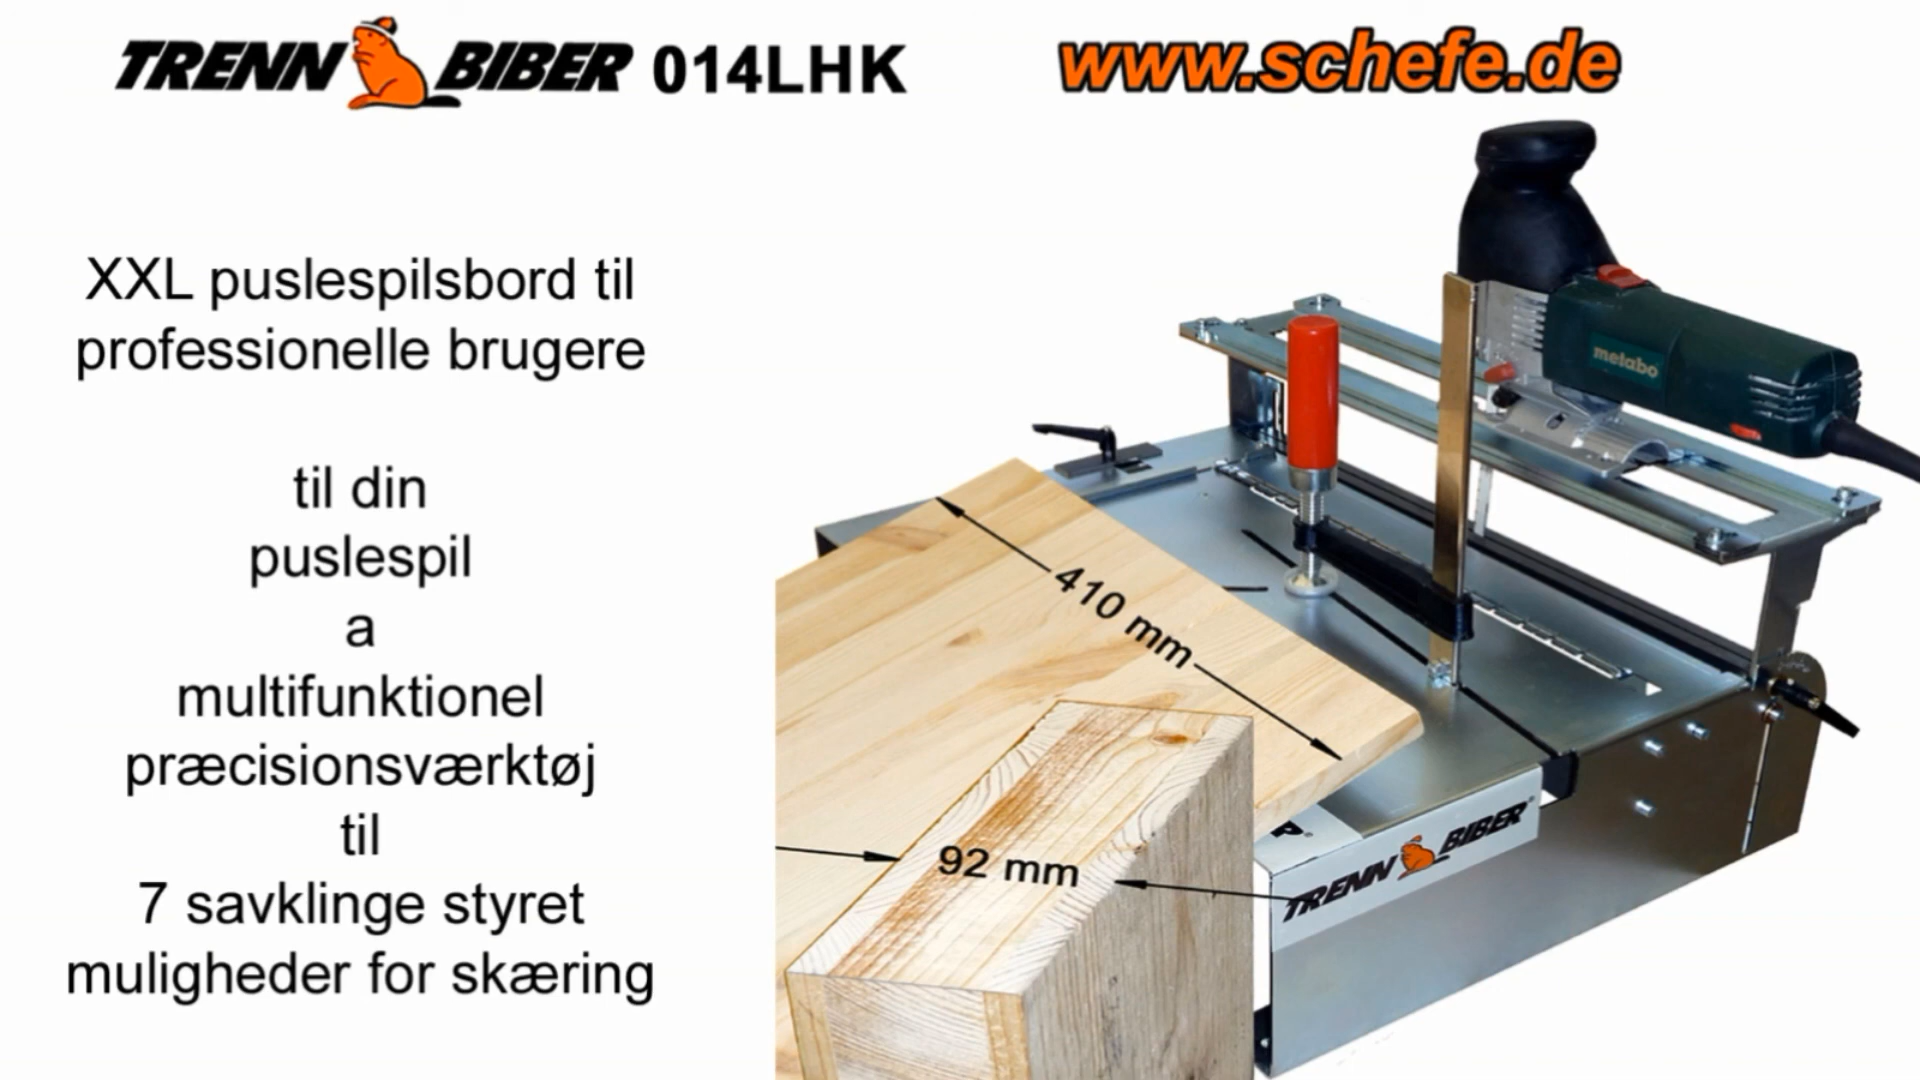 TRENN BIBER 014LHK
www.schefe.de
XXL puslespilsbord til
professionelle brugere
til din
puslespil
a
multifunktionel
præcisionsværktøj
til
7 savklinge styret
muligheder for skæring
metabo
410 mm
92 mm
TRENN BIBER